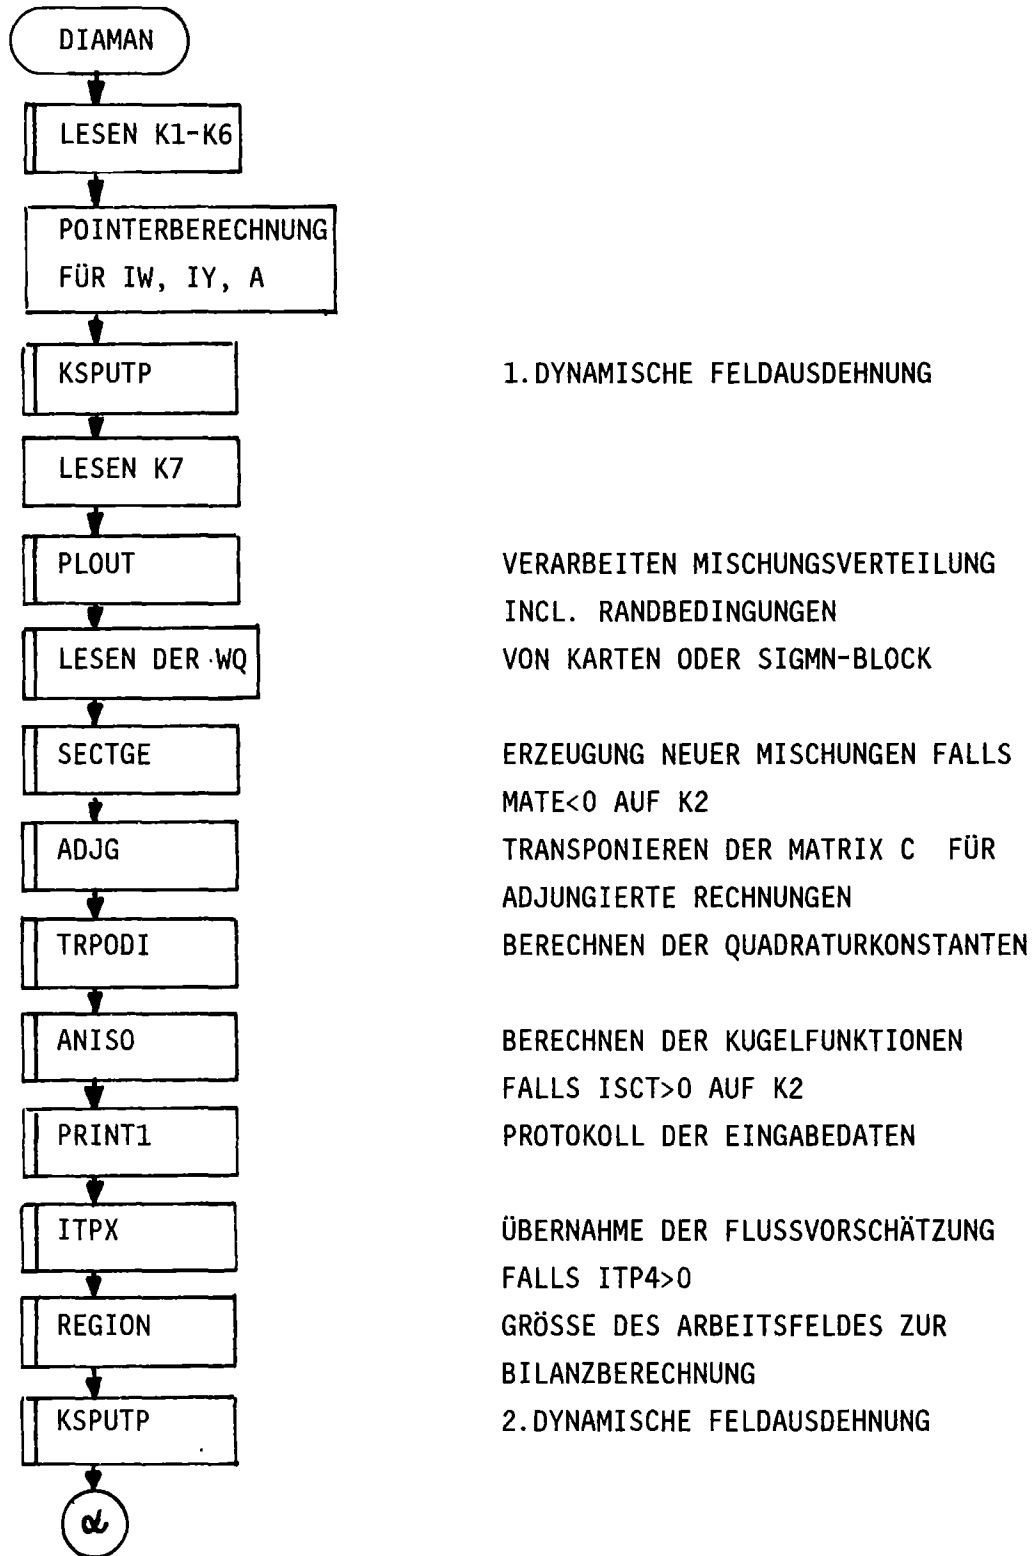 DIAMAN
LESEN K1-K6
POINTERBERECHNUNG
FÜR IW, IY, A
KSPUTP
1.DYNAMISCHE FELDAUSDEHNUNG
LESEN K7
PLOUT
VERARBEITEN MISCHUNGSVERTEILUNG
INCL. RANDBEDINGUNGEN
LESEN DER WQ
VON KARTEN ODER SIGMN-BLOCK
SECTGE
ERZEUGUNG NEUER MISCHUNGEN FALLS
MATE<0 AUF K2
ADJG
TRANSPONIEREN DER MATRIX C FÜR
ADJUNGIERTE RECHNUNGEN
TRPODI
BERECHNEN DER QUADRATURKONSTANTEN
ANISO
BERECHNEN DER KUGELFUNKTIONEN
FALLS ISCT>0 AUF K2
PRINT1
PROTOKOLL DER EINGABEDATEN
ITPX
ÜBERNAHME DER FLUSSVORSCHÄTZUNG
FALLS ITP4>0
REGION
GRÖSSE DES ARBEITSFELDES ZUR
BILANZBERECHNUNG
KSPUTP
2.DYNAMISCHE FELDAUSDEHNUNG
α